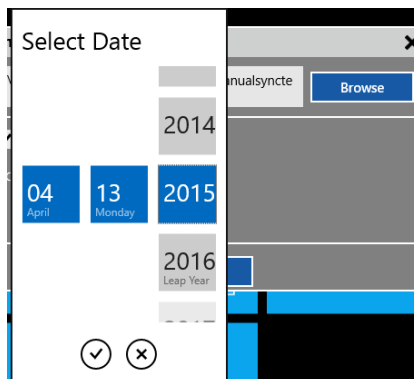 Select Date
anualsyncte
Browse
2014
04
April
13
Monday
2015
2016
Leap Year